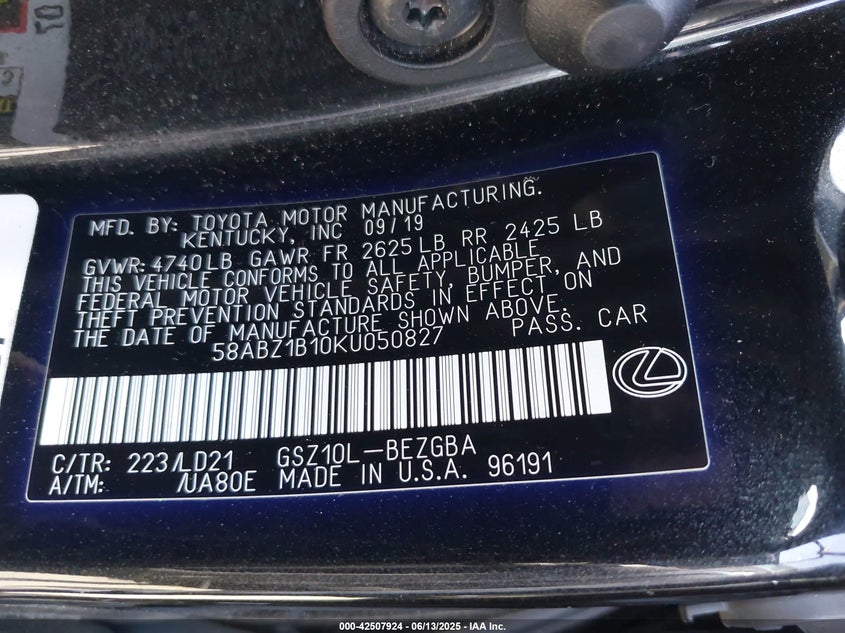 MFD. BY: TOYOTA MOTOR MANUFACTURING.
KENTUCKY, INC 09/19
GVWR: 4740LB GAWR FR 2625LB RR 2425 LB
THIS VEHICLE CONFORMS TO ALL APPLICABLE
FEDERAL MOTOR VEHICLE SAFETY, BUMPER, AND
THEFT PREVENTION STANDARDS IN EFFECT ON
THE DATE OF MANUFACTURE SHOWN ABOVE.
58ABZ1B10KU050827 PASS. CAR
C/TR: 223/LD21 GSZ10L-BEZGBA
A/TM: /UA80E MADE IN U.S.A. 96191
000-42507924 - 06/13/2025 - IAA Inc.